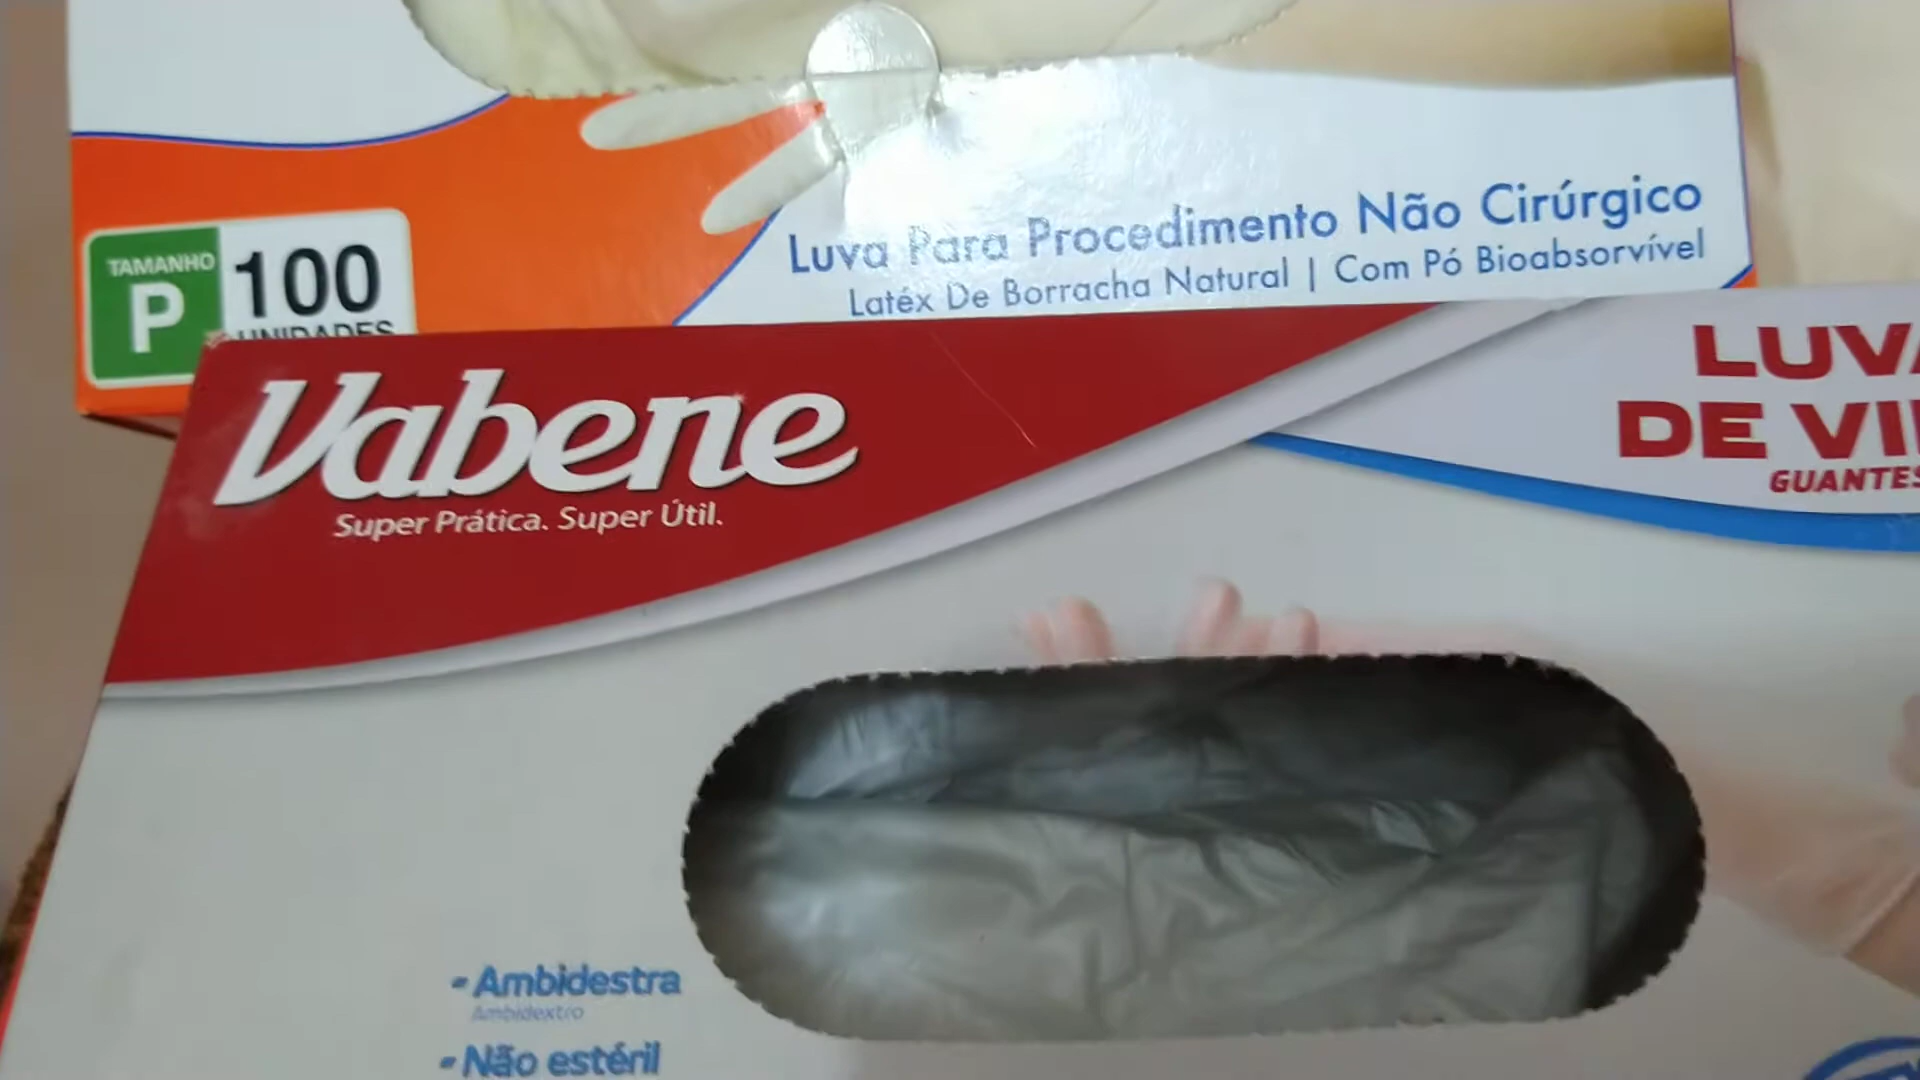 Luva Para Procedimento Não Cirúrgico
Latéx De Borracha Natural | Com Pó Bioabsorvível
TAMANHO
P
100
UNIDADES
Vabene
Super Prática. Super Útil.
LUVA
DE VI
GUANTES
- Ambidestra
Ambidextro
- Não estéril